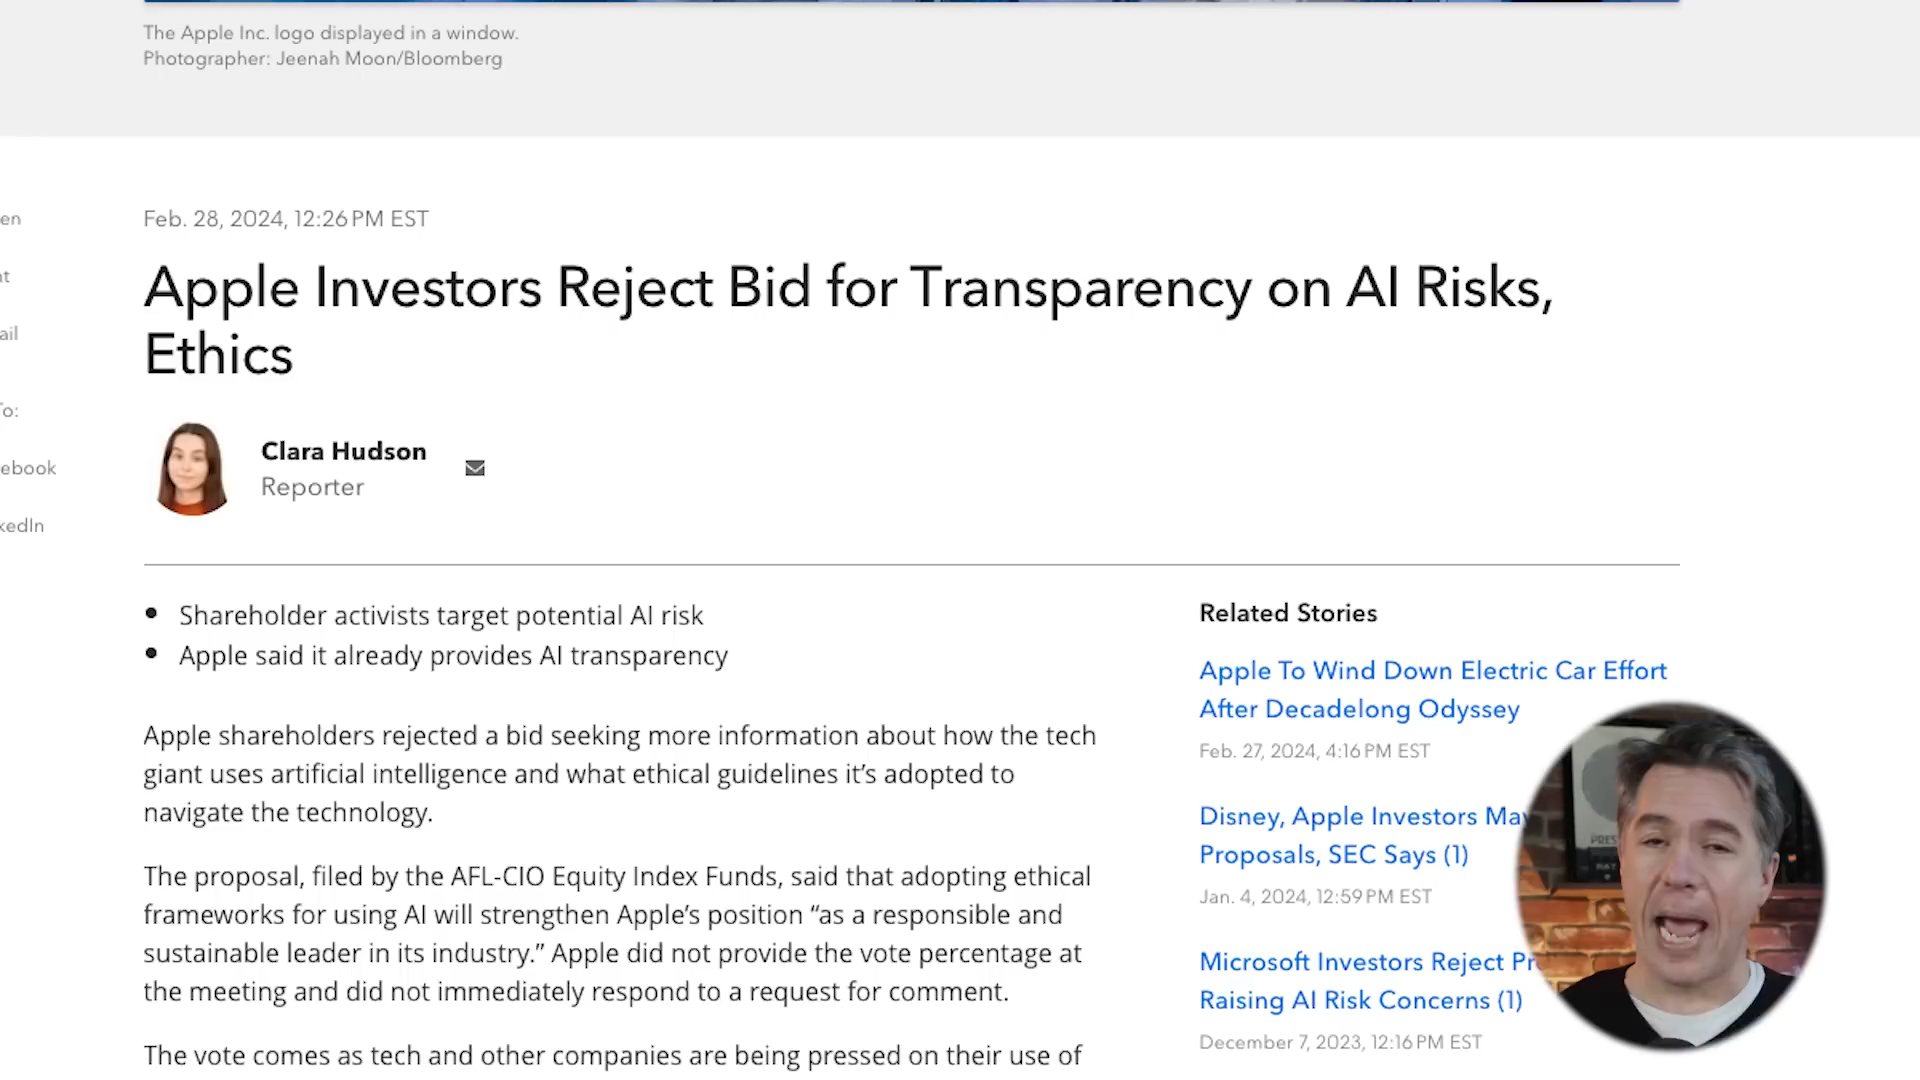 The Apple Inc. logo displayed in a window.
Photographer: Jeenah Moon/Bloomberg
en
ail
ebook
kedIn
Feb. 28, 2024, 12:26 PM EST
Apple Investors Reject Bid for Transparency on AI Risks,
Ethics
Clara Hudson
Reporter
• Shareholder activists target potential AI risk
• Apple said it already provides AI transparency
Apple shareholders rejected a bid seeking more information about how the tech
giant uses artificial intelligence and what ethical guidelines it’s adopted to
navigate the technology.
The proposal, filed by the AFL-CIO Equity Index Funds, said that adopting ethical
frameworks for using AI will strengthen Apple’s position “as a responsible and
sustainable leader in its industry.” Apple did not provide the vote percentage at
the meeting and did not immediately respond to a request for comment.
The vote comes as tech and other companies are being pressed on their use of
Related Stories
Apple To Wind Down Electric Car Effort
After Decadelong Odyssey
Feb. 27, 2024, 4:16 PM EST
Disney, Apple Investors May
Proposals, SEC Says (1)
Jan. 4, 2024, 12:59 PM EST
Microsoft Investors Reject Pr
Raising AI Risk Concerns (1)
December 7, 2023, 12:16 PM EST